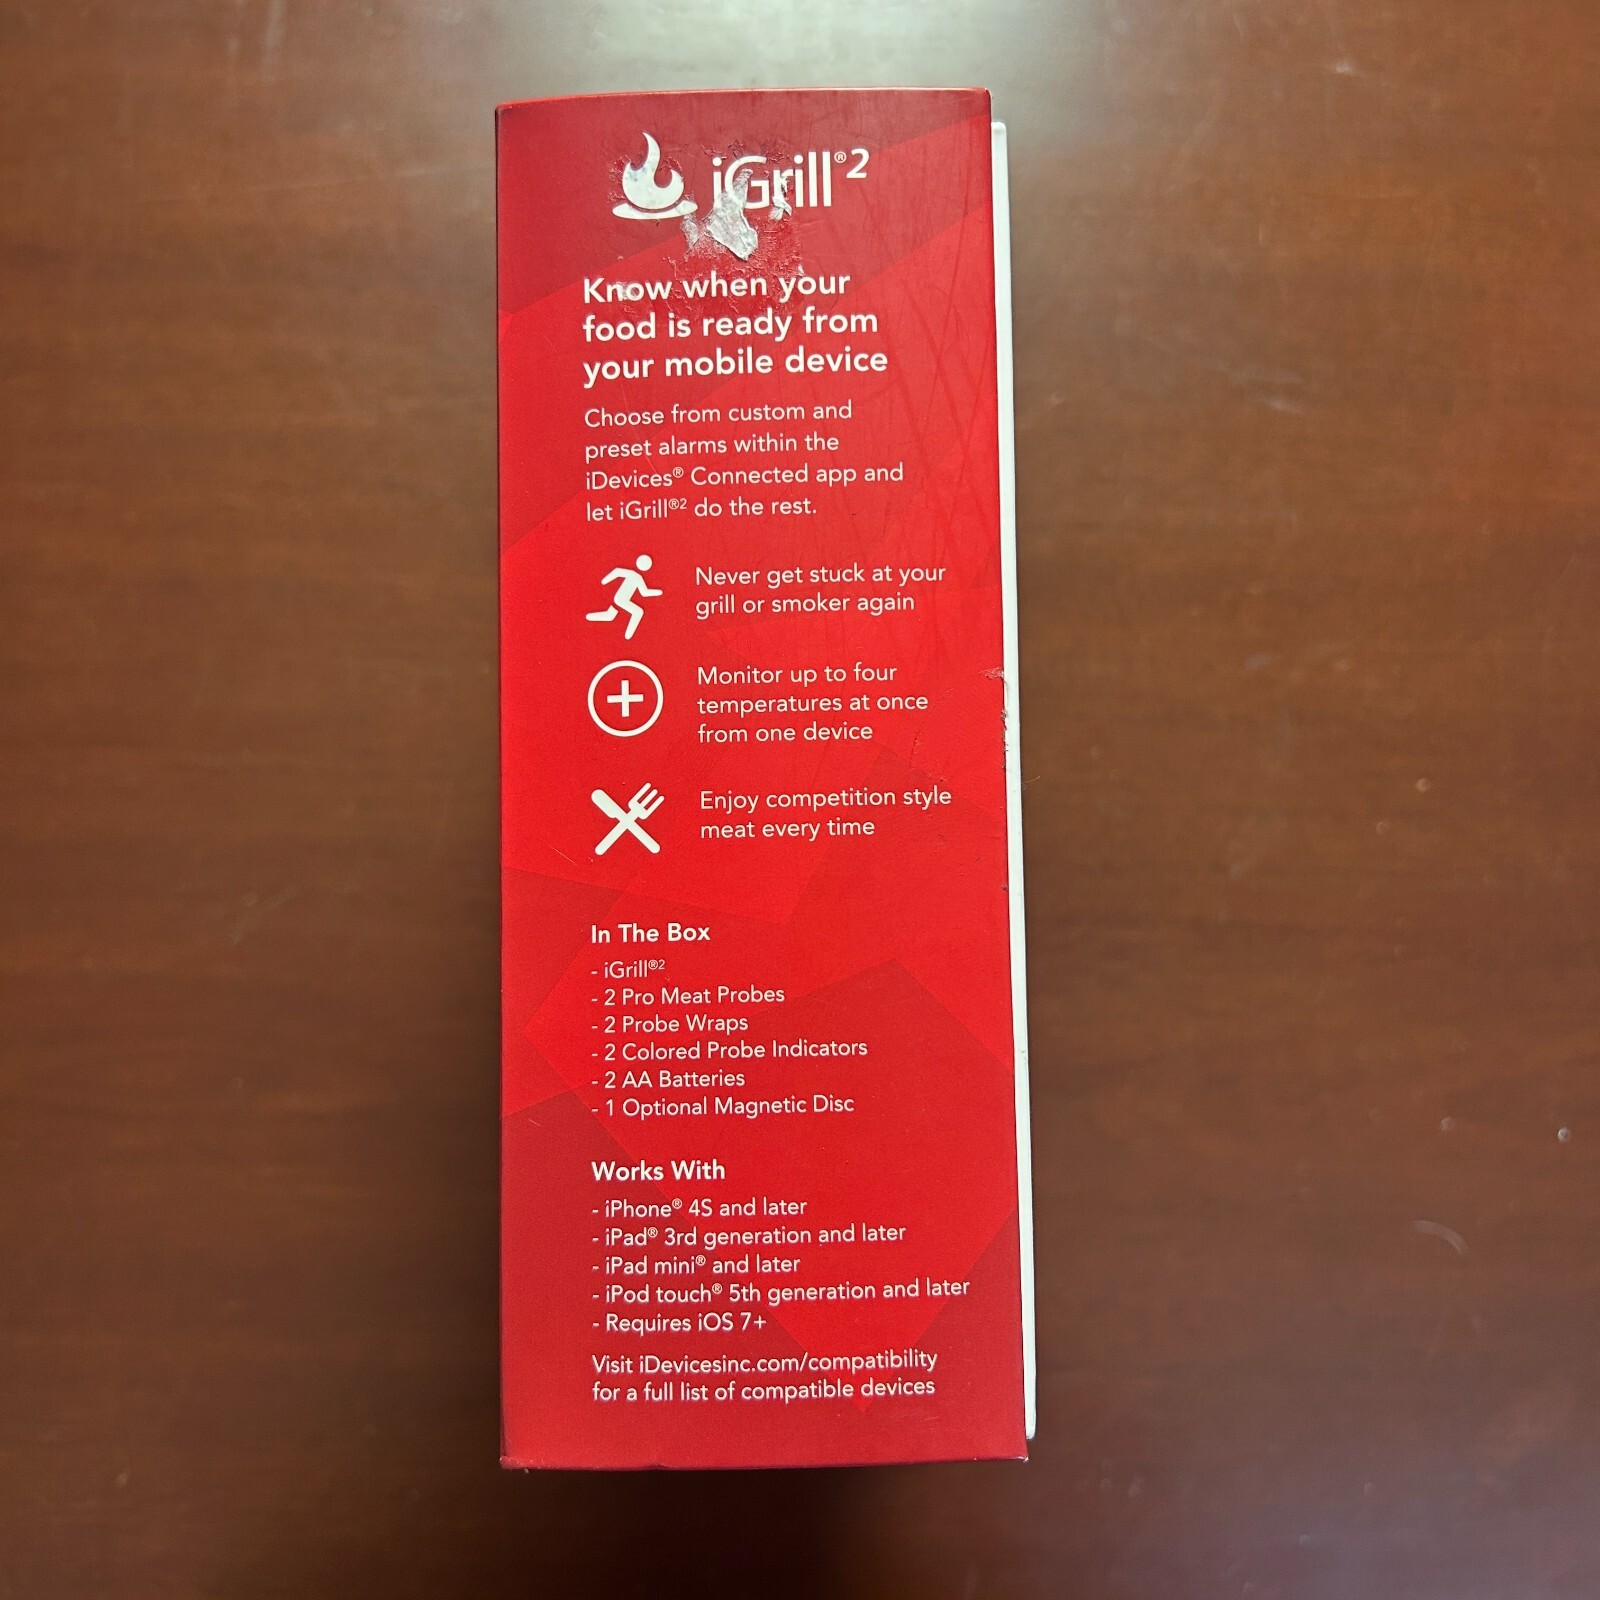 iGrill®2
Know when your
food is ready from
your mobile device
Choose from custom and
preset alarms within the
iDevices® Connected app and
let iGrill®2 do the rest.
Never get stuck at your
grill or smoker again
Monitor up to four
temperatures at once
from one device
Enjoy competition style
meat every time
In The Box
- iGrill®2
- 2 Pro Meat Probes
- 2 Probe Wraps
- 2 Colored Probe Indicators
- 2 AA Batteries
- 1 Optional Magnetic Disc
Works With
- iPhone® 4S and later
- iPad® 3rd generation and later
- iPad mini® and later
- iPod touch® 5th generation and later
- Requires iOS 7+
Visit iDevicesinc.com/compatibility
for a full list of compatible devices